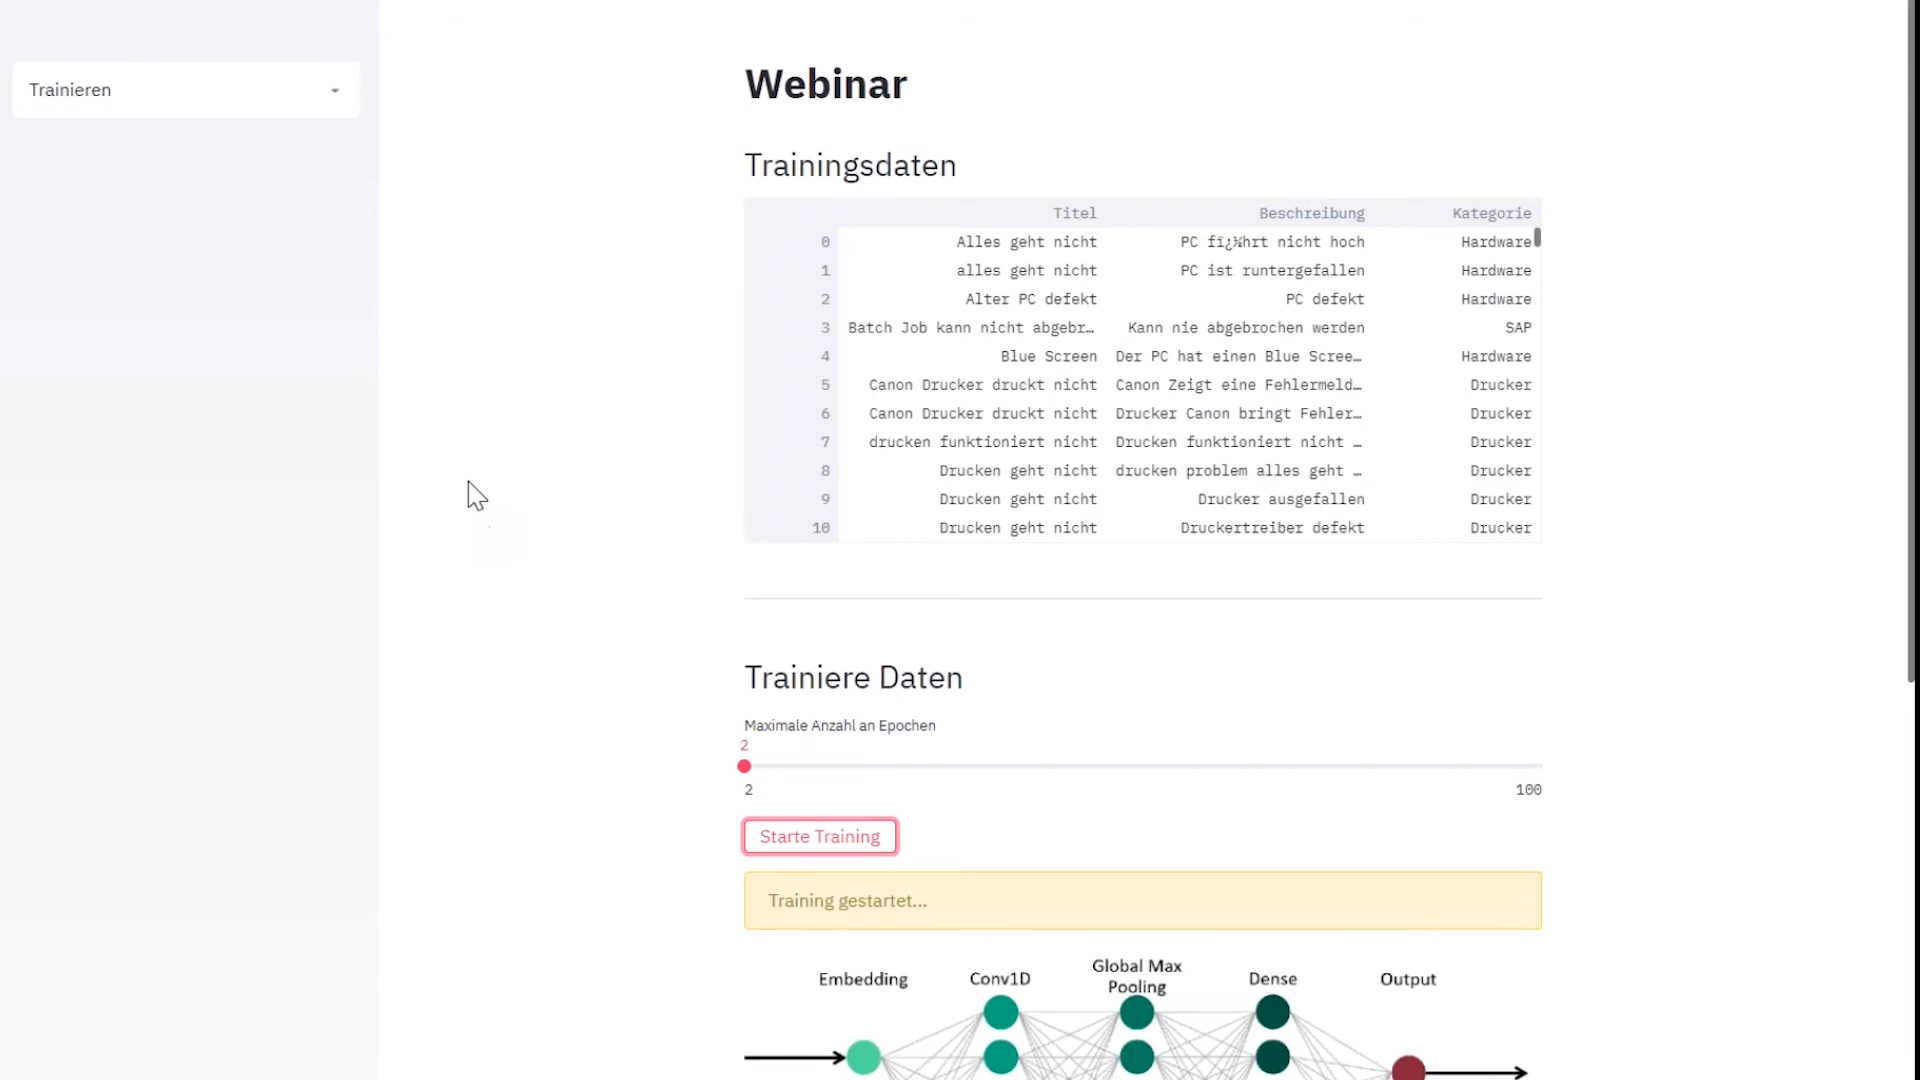 Trainieren
Webinar
Trainingsdaten
Titel Beschreibung Kategorie
0 Alles geht nicht PC fï¿¾hrt nicht hoch Hardware
1 alles geht nicht PC ist runtergefallen Hardware
2 Alter PC defekt PC defekt Hardware
3 Batch Job kann nicht abgebr… Kann nie abgebrochen werden SAP
4 Blue Screen Der PC hat einen Blue Scree… Hardware
5 Canon Drucker druckt nicht Canon Zeigt eine Fehlermeld… Drucker
6 Canon Drucker druckt nicht Drucker Canon bringt Fehler… Drucker
7 drucken funktioniert nicht Drucken funktioniert nicht … Drucker
8 Drucken geht nicht drucken problem alles geht … Drucker
9 Drucken geht nicht Drucker ausgefallen Drucker
10 Drucken geht nicht Druckertreiber defekt Drucker
Trainiere Daten
Maximale Anzahl an Epochen
2
2 100
Starte Training
Training gestartet...
Embedding Conv1D Global Max Pooling Dense Output